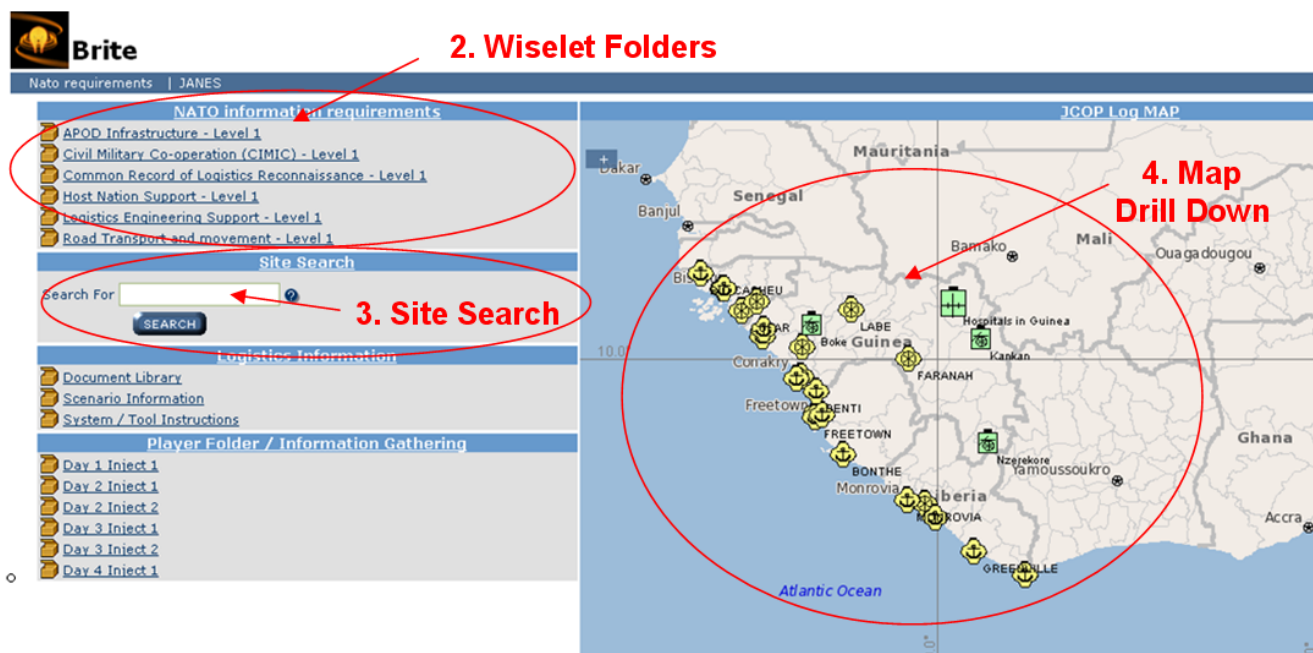 Brite
2. Wiselet Folders
Nato requirements | JANES
NATO information requirements
APOD Infrastructure - Level 1
Civil Military Co-operation (CIMIC) - Level 1
Common Record of Logistics Reconnaissance - Level 1
Host Nation Support - Level 1
Logistics Engineering Support - Level 1
Road Transport and movement - Level 1
Site Search
Search For
SEARCH
3. Site Search
Logistics Information
Document Library
Scenario Information
System / Tool Instructions
Player Folder / Information Gathering
Day 1 Inject 1
Day 2 Inject 1
Day 2 Inject 2
Day 3 Inject 1
Day 3 Inject 2
Day 4 Inject 1
JCOP Log MAP
4. Map
Drill Down
+
Mauritania
Dakar
Senegal
Banjul
Mali
Bamako
Ouagadougou
CACHEU
Hospitals in Guinea
LABE
Boke
Guinea
Kankan
10.0
Conakry
FARANAH
Freetown
FREETOWN
Ghana
Nzerekore
BONTHE
Yamoussoukro
Monrovia
Liberia
MONROVIA
Accra
GREENVILLE
Atlantic Ocean